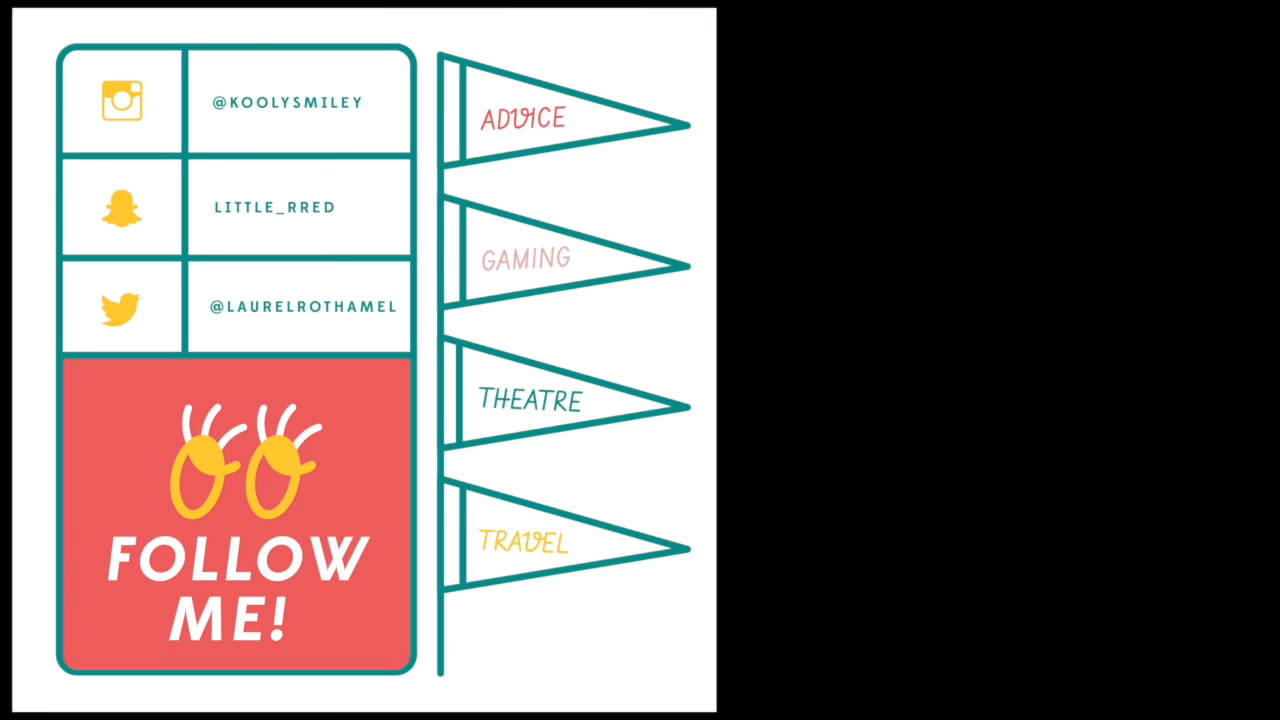 @KOOLYSMILEY
LITTLE_RRED
@LAURELROTHAMEL
FOLLOW
ME!
ADVICE
GAMING
THEATRE
TRAVEL